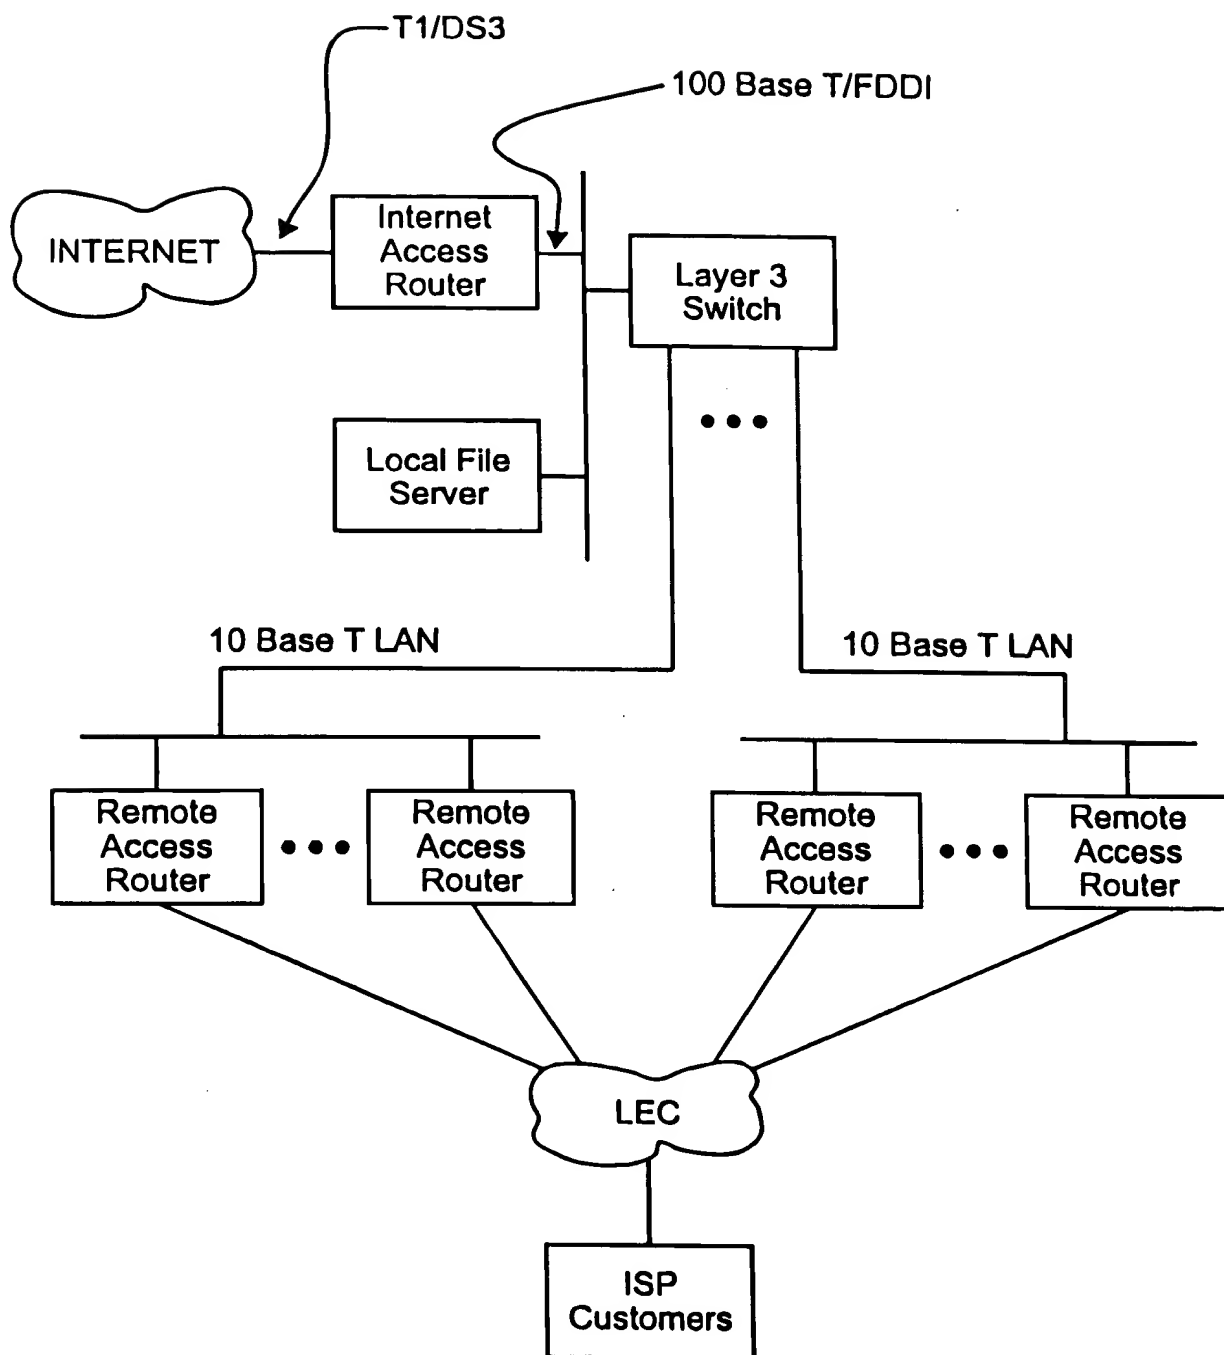 T1/DS3
100 Base T/FDDI
INTERNET
Internet
Access
Router
Layer 3
Switch
Local File
Server
10 Base T LAN
10 Base T LAN
Remote
Access
Router
Remote
Access
Router
Remote
Access
Router
Remote
Access
Router
LEC
ISP
Customers